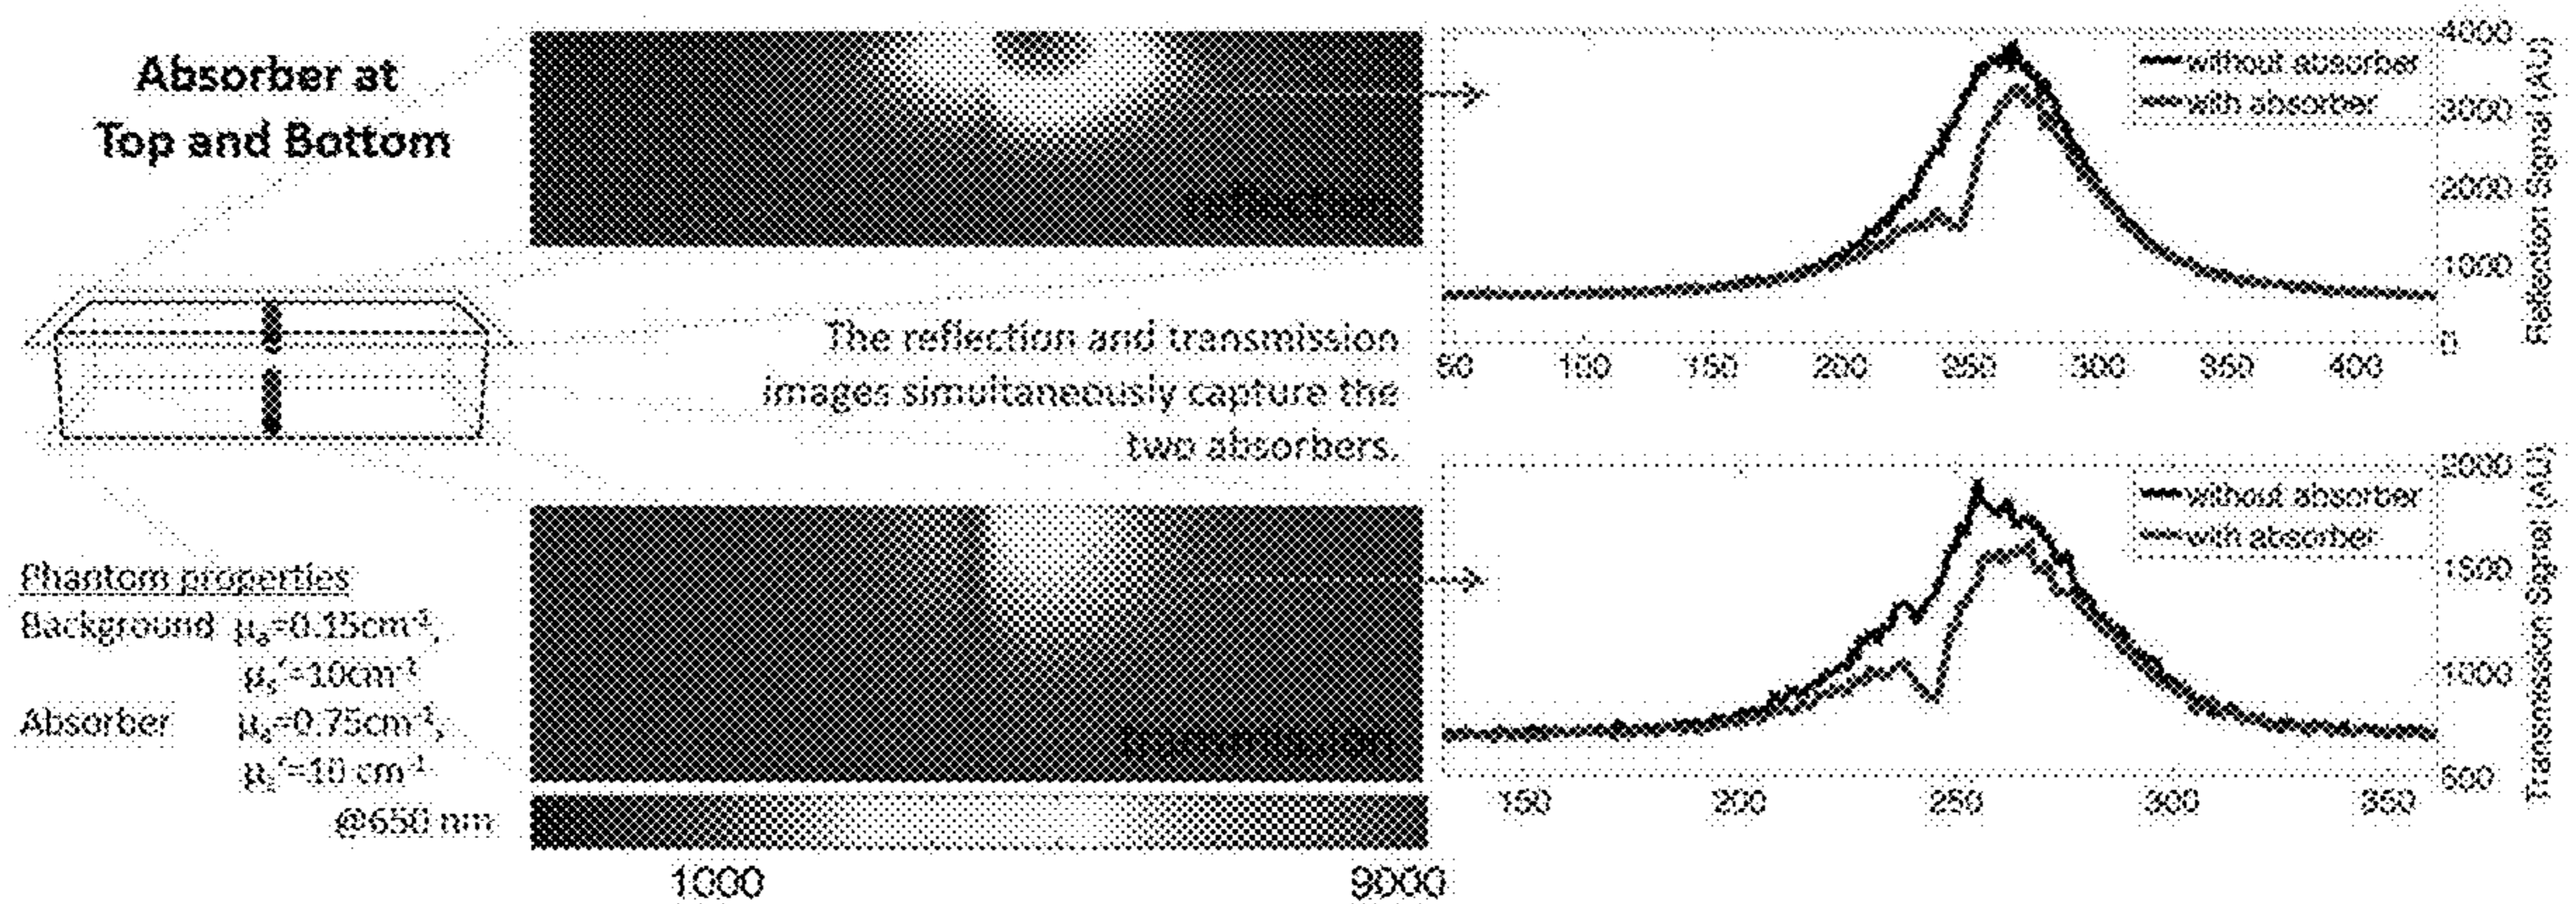 Absorber at
Top and Bottom
reflection
without absorber
with absorber
4000
3000
2000
1000
0
Reflection Signal (AU)
50 100 150 200 250 300 350 400
The reflection and transmission
images simultaneously capture the
two absorbers.
transmission
without absorber
with absorber
2000
1500
1000
500
Transmission Signal (AU)
150 200 250 300 350
Phantom properties
Background μa=0.15cm-1,
μs'=10cm-1
Absorber μa=0.75cm-1,
μs'=10 cm-1
@650 nm
1000 9000